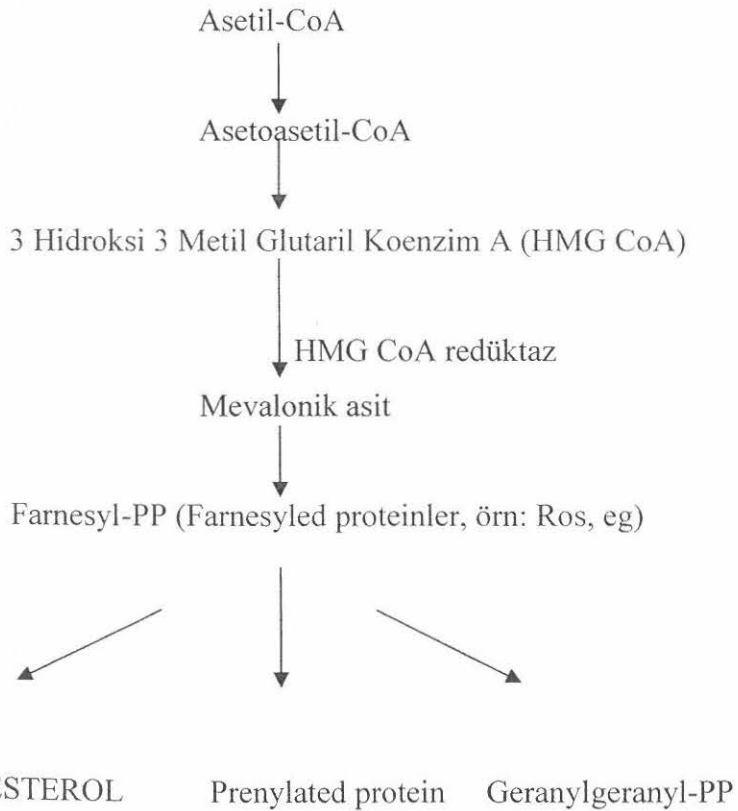 Asetil-CoA
Asetoasetil-CoA
3 Hidroksi 3 Metil Glutaril Koenzim A (HMG CoA)
HMG CoA redüktaz
Mevalonik asit
Farnesyl-PP (Farnesyled proteinler, örn: Ros, eg)
ESTEROL Prenylated protein Geranylgeranyl-PP